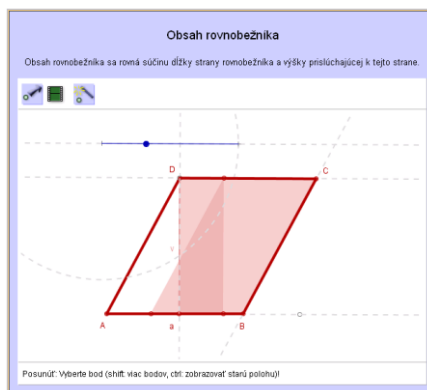 Obsah rovnobežníka
Obsah rovnobežníka sa rovná súčinu dĺžky strany rovnobežníka a výšky prislúchajúcej k tejto strane.
D
C
v
A
a
B
Posunúť: Vyberte bod (shift: viac bodov, ctrl: zobrazovať starú polohu)!